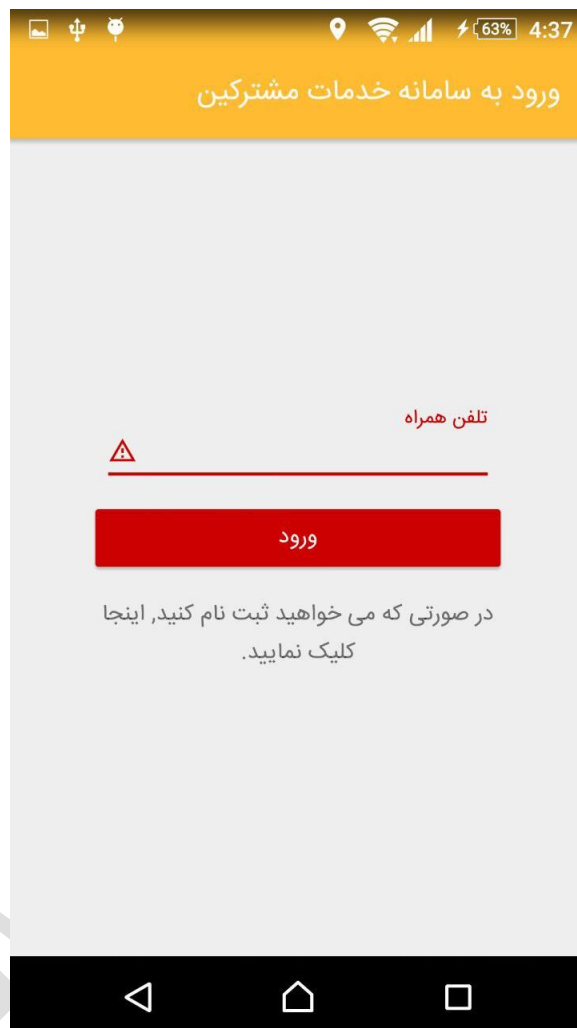 63% 4:37
ورود به سامانه خدمات مشترکین
تلفن همراه
ورود
در صورتی که می خواهید ثبت نام کنید, اینجا
کلیک نمایید.